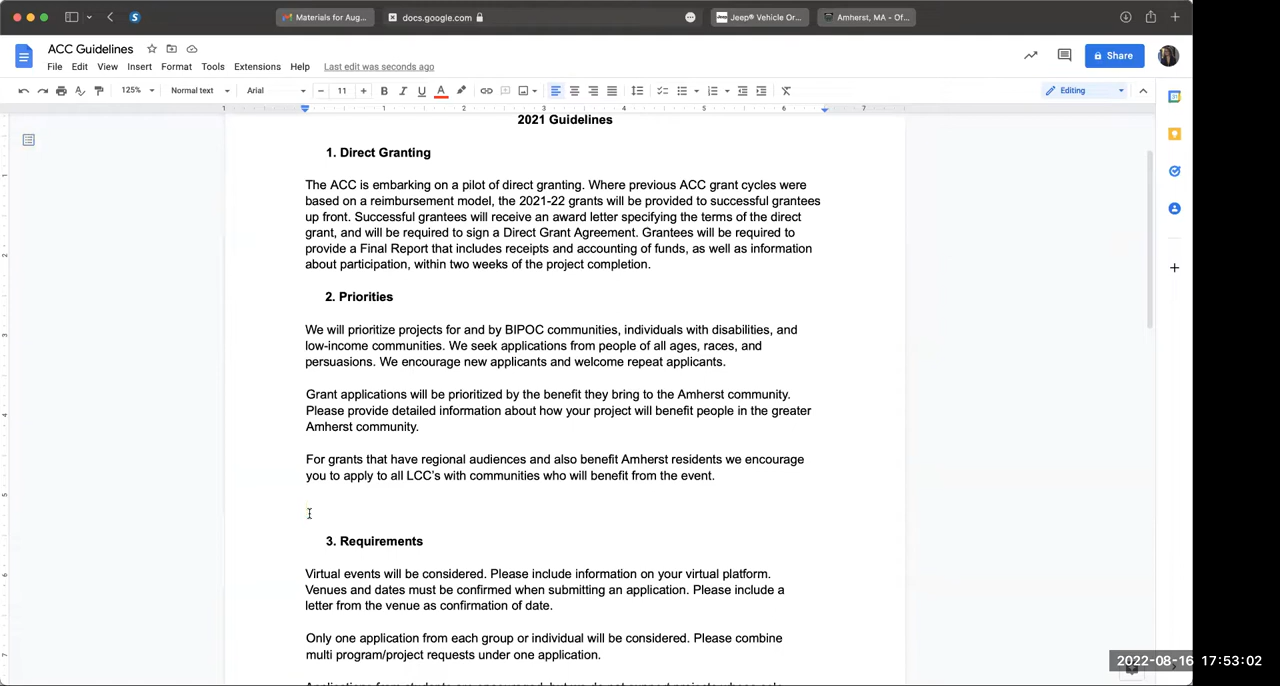 Materials for Aug...
docs.google.com
Jeep® Vehicle Or...
Amherst, MA - Of...
ACC Guidelines
File Edit View Insert Format Tools Extensions Help Last edit was seconds ago
Share
125% Normal text Arial 11 Editing
1 1 2 3 4 5 6 7
2021 Guidelines
1. Direct Granting
The ACC is embarking on a pilot of direct granting. Where previous ACC grant cycles were
based on a reimbursement model, the 2021-22 grants will be provided to successful grantees
up front. Successful grantees will receive an award letter specifying the terms of the direct
grant, and will be required to sign a Direct Grant Agreement. Grantees will be required to
provide a Final Report that includes receipts and accounting of funds, as well as information
about participation, within two weeks of the project completion.
2. Priorities
We will prioritize projects for and by BIPOC communities, individuals with disabilities, and
low-income communities. We seek applications from people of all ages, races, and
persuasions. We encourage new applicants and welcome repeat applicants.
Grant applications will be prioritized by the benefit they bring to the Amherst community.
Please provide detailed information about how your project will benefit people in the greater
Amherst community.
For grants that have regional audiences and also benefit Amherst residents we encourage
you to apply to all LCC's with communities who will benefit from the event.
3. Requirements
Virtual events will be considered. Please include information on your virtual platform.
Venues and dates must be confirmed when submitting an application. Please include a
letter from the venue as confirmation of date.
Only one application from each group or individual will be considered. Please combine
multi program/project requests under one application.
2022-08-16 17:53:02